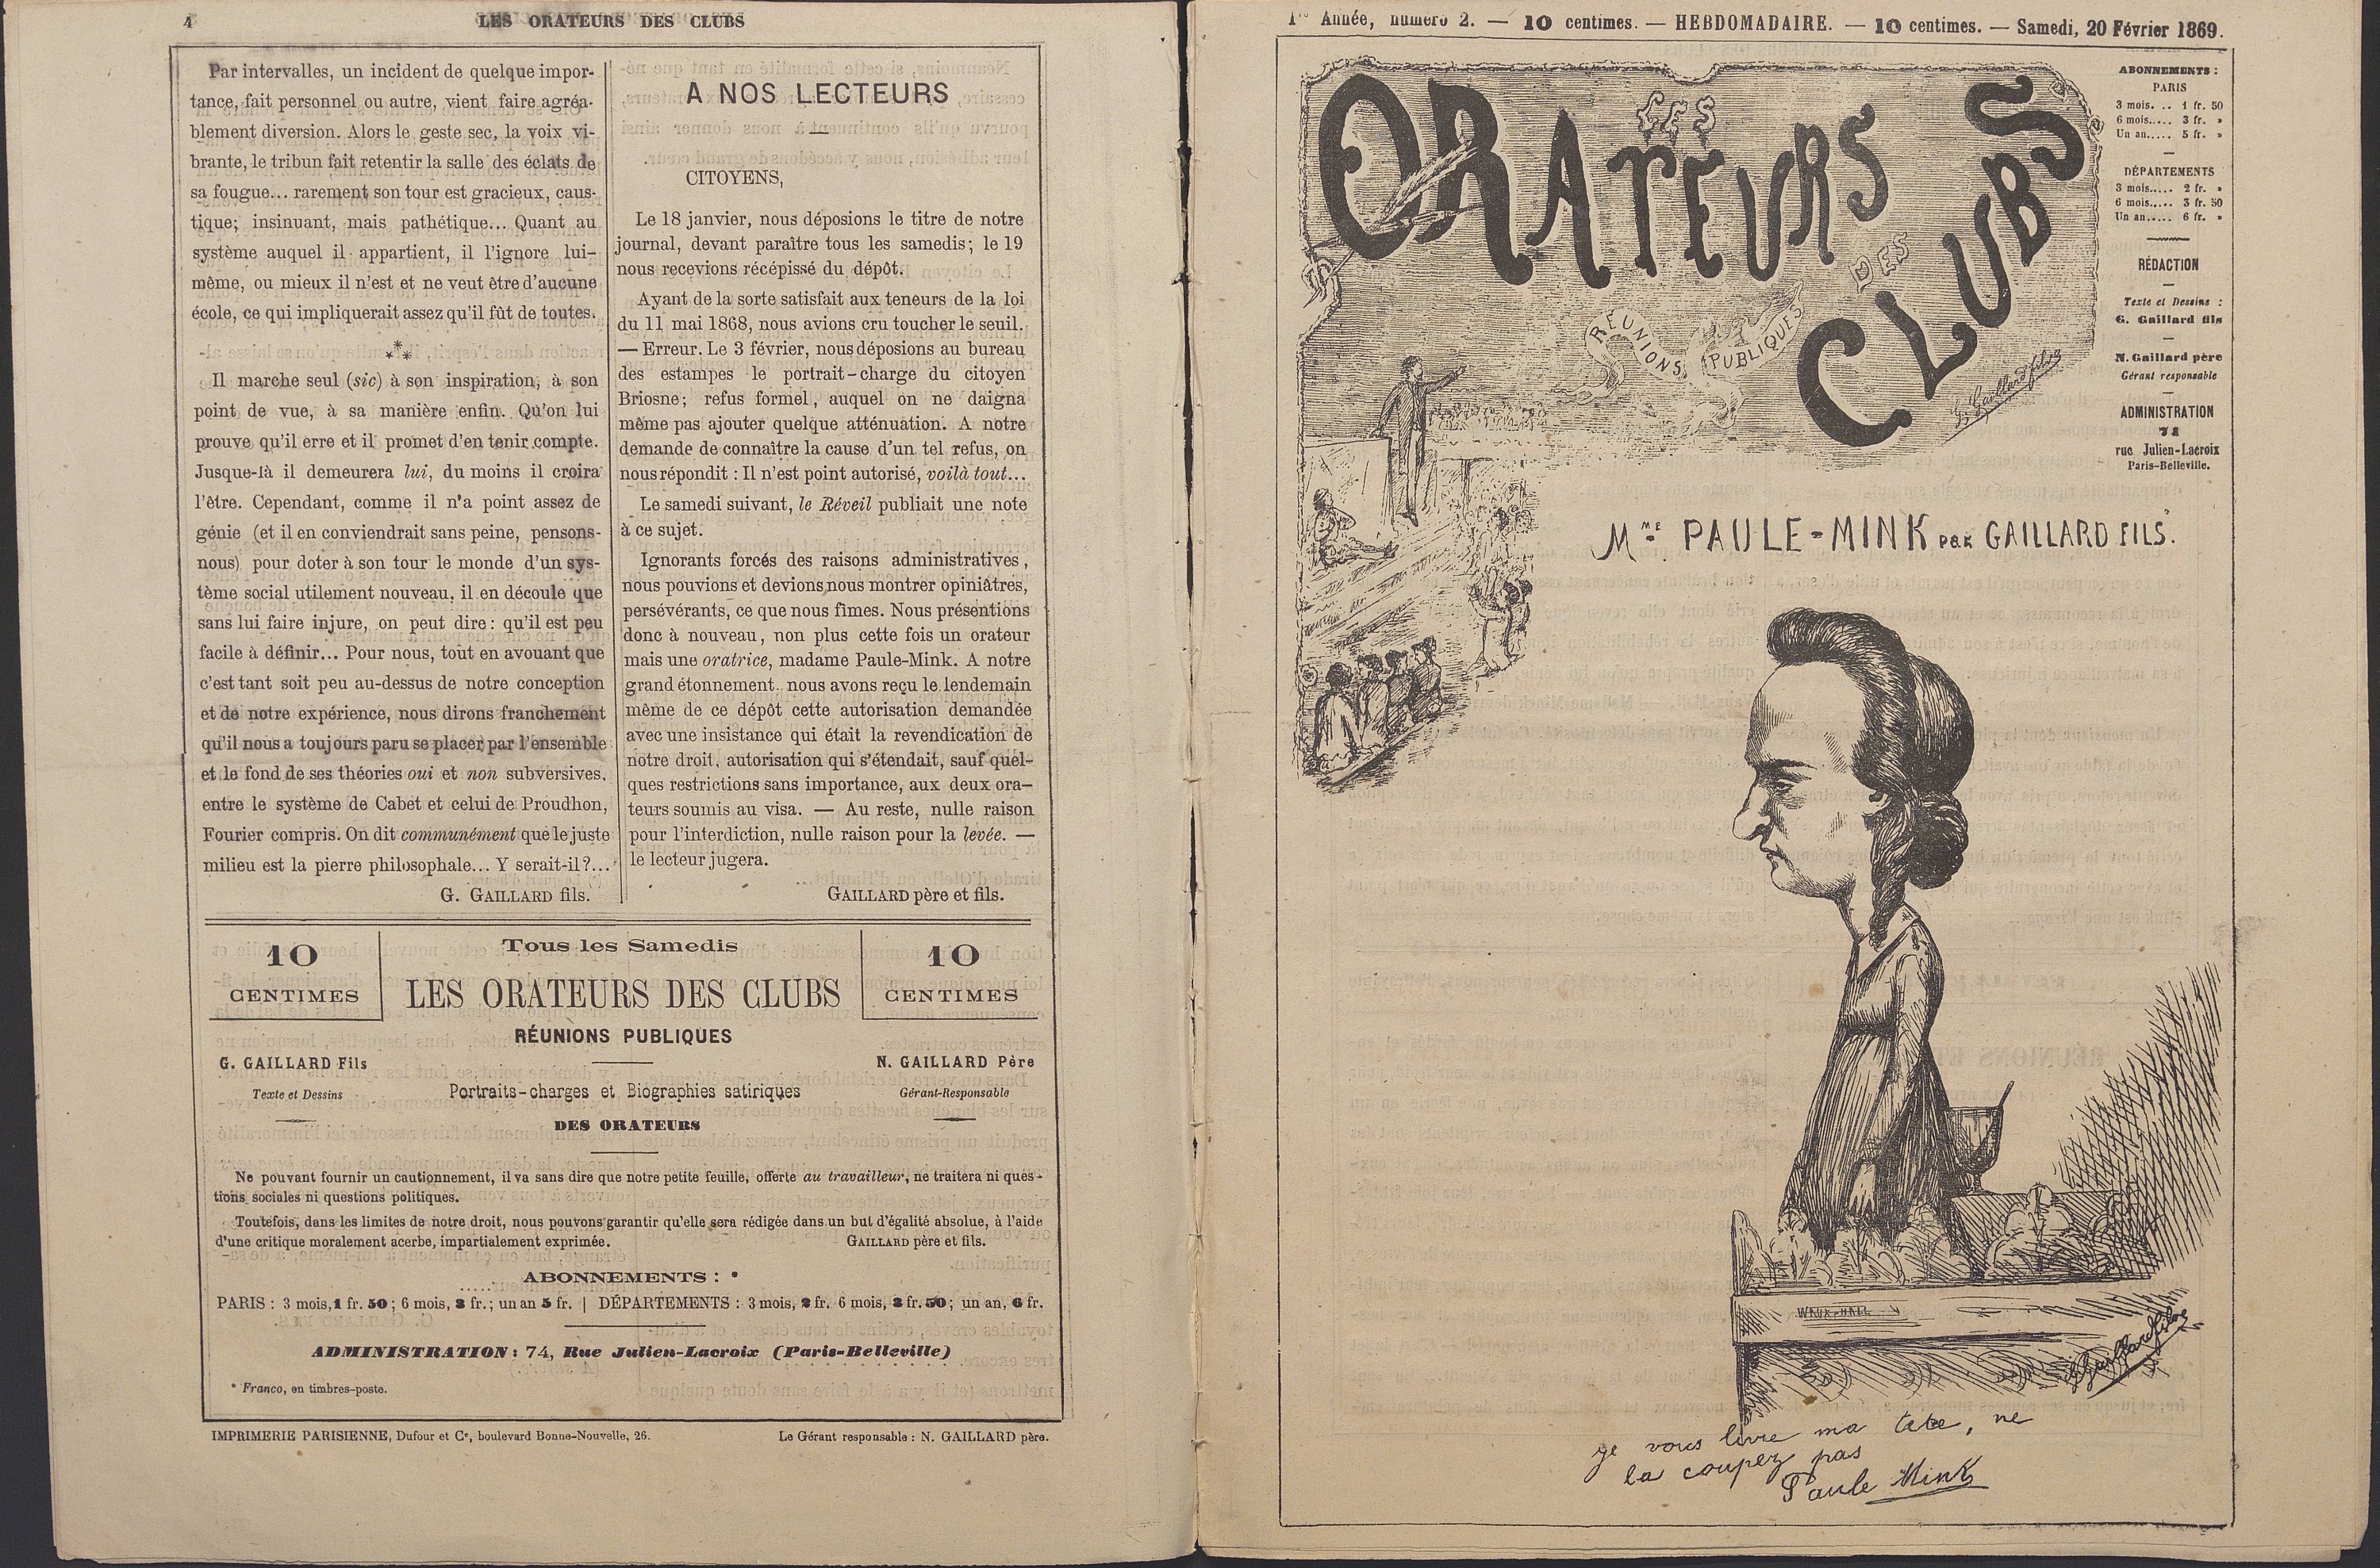 4
LES ORATEURS DES CLUBS
Par intervalles, un incident de quelque impor-
tance, fait personnel ou autre, vient faire agréa-
blement diversion. Alors le geste sec, la voix vi-
brante, le tribun fait retentir la salle des éclats de
sa fougue... rarement son tour est gracieux, caus-
tique; insinuant, mais pathétique... Quant au
système auquel il appartient, il l'ignore lui-
même, ou mieux il n'est et ne veut être d'aucune
école, ce qui impliquerait assez qu'il fût de toutes.
***
Il marche seul (sic) à son inspiration, à son
point de vue, à sa manière enfin. Qu'on lui
prouve qu'il erre et il promet d'en tenir compte.
Jusque-là il demeurera lui, du moins il croira
l'être. Cependant, comme il n'a point assez de
génie (et il en conviendrait sans peine, pensons-
nous) pour doter à son tour le monde d'un sys-
tème social utilement nouveau, il en découle que
sans lui faire injure, on peut dire: qu'il est peu
facile à définir... Pour nous, tout en avouant que
c'est tant soit peu au-dessus de notre conception
et de notre expérience, nous dirons franchement
qu'il nous a toujours paru se placer par l'ensemble
et le fond de ses théories oui et non subversives,
entre le système de Cabet et celui de Proudhon,
Fourier compris. On dit communément que le juste
milieu est la pierre philosophale... Y serait-il?...
G. GAILLARD fils.
A NOS LECTEURS
CITOYENS,
Le 18 janvier, nous déposions le titre de notre
journal, devant paraître tous les samedis; le 19
nous recevions récépissé du dépôt.
Ayant de la sorte satisfait aux teneurs de la loi
du 11 mai 1868, nous avions cru toucher le seuil.
— Erreur. Le 3 février, nous déposions au bureau
des estampes le portrait-charge du citoyen
Briosne; refus formel, auquel on ne daigna
même pas ajouter quelque atténuation. A notre
demande de connaître la cause d'un tel refus, on
nous répondit : Il n'est point autorisé, voilà tout...
Le samedi suivant, le Réveil publiait une note
à ce sujet.
Ignorants forcés des raisons administratives,
nous pouvions et devions nous montrer opiniâtres,
persévérants, ce que nous fîmes. Nous présentions
donc à nouveau, non plus cette fois un orateur
mais une oratrice, madame Paule-Mink. A notre
grand étonnement nous avons reçu le lendemain
même de ce dépôt cette autorisation demandée
avec une insistance qui était la revendication de
notre droit, autorisation qui s'étendait, sauf quel-
ques restrictions sans importance, aux deux ora-
teurs soumis au visa. — Au reste, nulle raison
pour l'interdiction, nulle raison pour la levée. —
le lecteur jugera.
GAILLARD père et fils.
10
CENTIMES
Tous les Samedis
LES ORATEURS DES CLUBS
10
CENTIMES
RÉUNIONS PUBLIQUES
G. GAILLARD Fils
Texte et Dessins
Portraits-charges et Biographies satiriques
DES ORATEURS
N. GAILLARD Père
Gérant-Responsable
Ne pouvant fournir un cautionnement, il va sans dire que notre petite feuille, offerte au travailleur, ne traitera ni ques-
tions sociales ni questions politiques.
Toutefois, dans les limites de notre droit, nous pouvons garantir qu'elle sera rédigée dans un but d'égalité absolue, à l'aide
d'une critique moralement acerbe, impartialement exprimée. GAILLARD père et fils.
ABONNEMENTS : *
PARIS : 3 mois, 1 fr. 50; 6 mois, 3 fr.; un an 5 fr. | DÉPARTEMENTS : 3 mois, 2 fr. 6 mois, 3 fr. 50; un an, 6 fr.
ADMINISTRATION : 74, Rue Julien-Lacroix (Paris-Belleville)
* Franco, en timbres-poste.
IMPRIMERIE PARISIENNE, Dufour et Cᵉ, boulevard Bonne-Nouvelle, 26.
Le Gérant responsable : N. GAILLARD père.
1re Année, numéro 2. — 10 centimes. — HEBDOMADAIRE. — 10 centimes. — Samedi, 20 Février 1869.
LES
ORATEURS
DES
CLUBS
RÉUNIONS PUBLIQUES
G. Gaillard fils
ABONNEMENTS :
PARIS
3 mois. .. 1 fr. 50
6 mois..... 3 fr. »
Un an..... 5 fr. »
DÉPARTEMENTS
3 mois..... 2 fr. »
6 mois..... 3 fr. 50
Un an..... 6 fr. »
RÉDACTION
Texte et Dessins :
G. Gaillard fils
N. Gaillard père
Gérant responsable
ADMINISTRATION
74
rue Julien-Lacroix
Paris-Belleville.
Mme PAULE-MINK par GAILLARD FILS.
WAUX-HALL
G Gaillard fils
je vous livre ma tete, ne
la coupez pas
Paule Mink